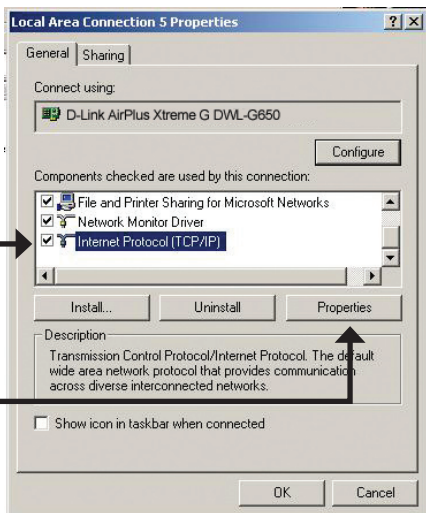 Local Area Connection 5 Properties
General
Sharing
Connect using:
D-Link AirPlus Xtreme G DWL-G650
Configure
Components checked are used by this connection:
File and Printer Sharing for Microsoft Networks
Network Monitor Driver
Internet Protocol (TCP/IP)
Install...
Uninstall
Properties
Description
Transmission Control Protocol/Internet Protocol. The default
wide area network protocol that provides communication
across diverse interconnected networks.
Show icon in taskbar when connected
OK
Cancel